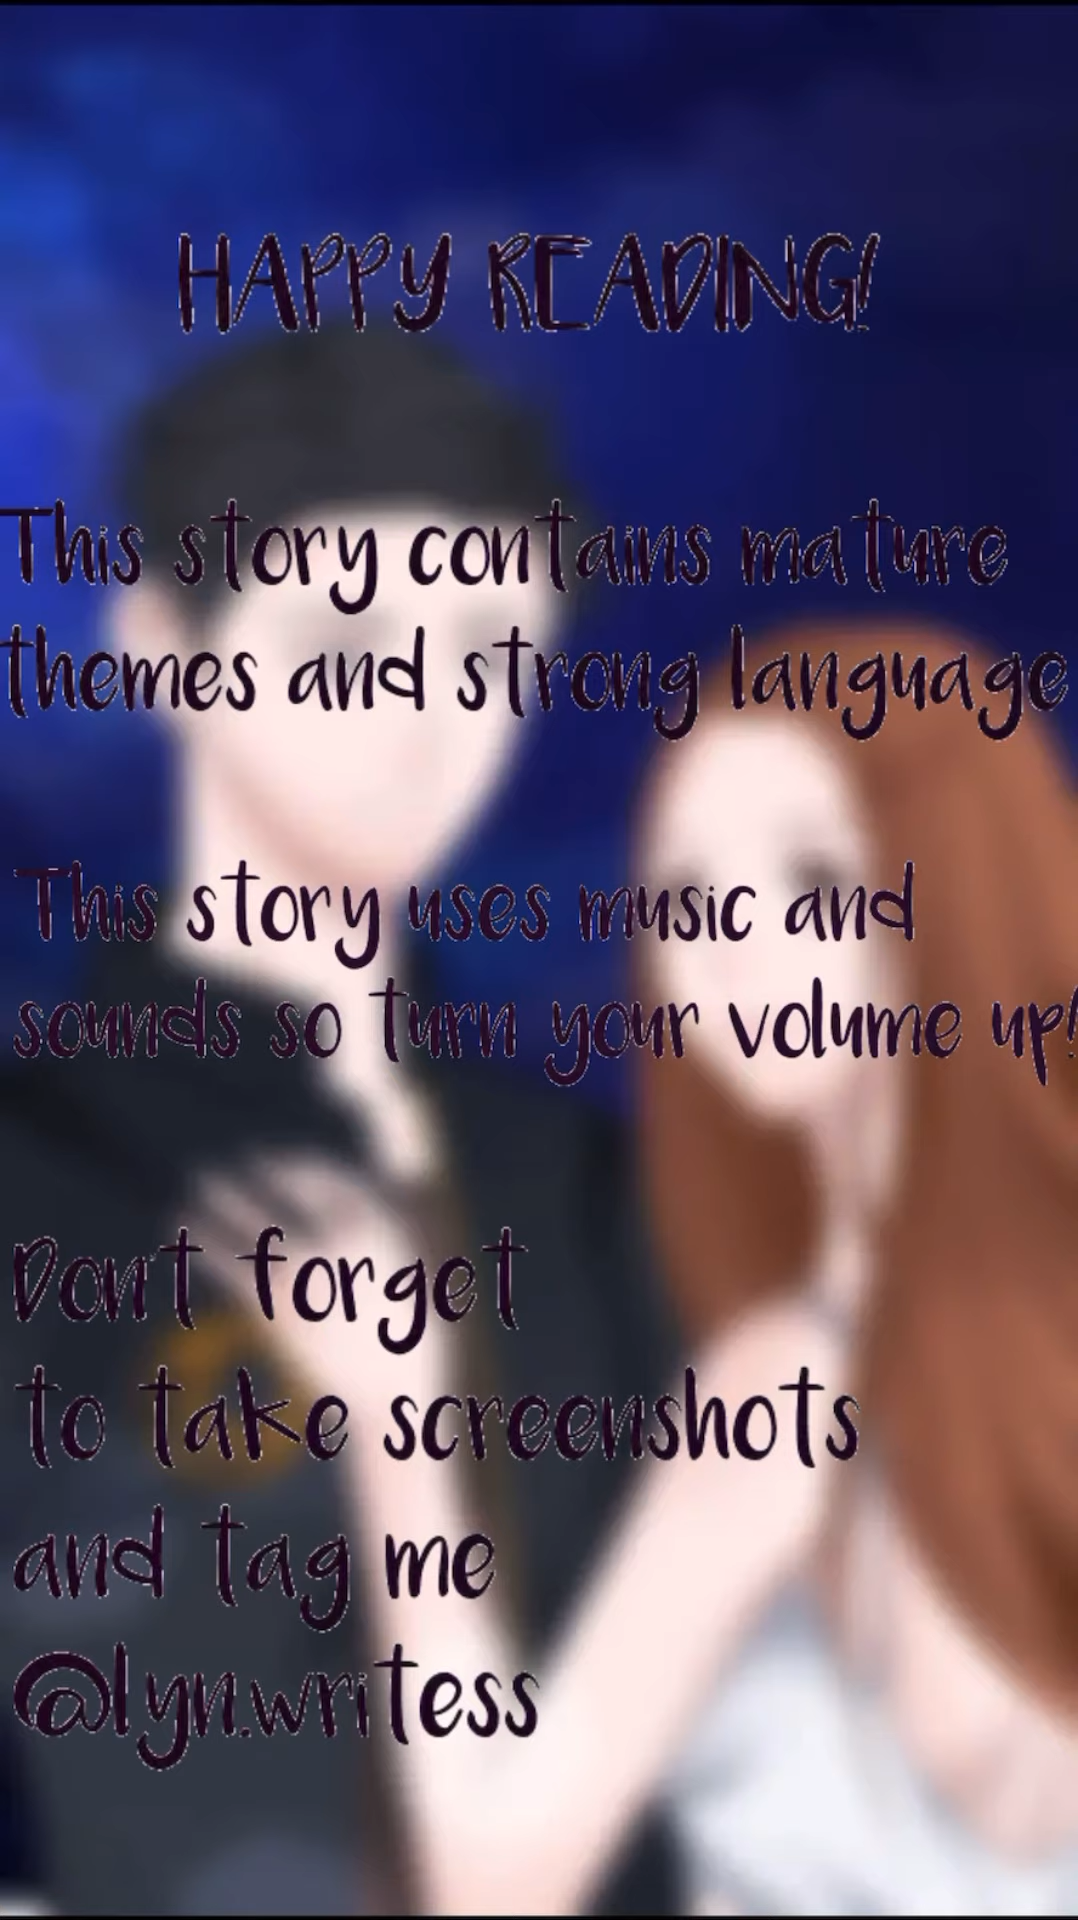 HAPPY READING!
This story contains mature
themes and strong language
This story uses music and
sounds so turn your volume up!
Don't forget
to take screenshots
and tag me
@lyn.writess